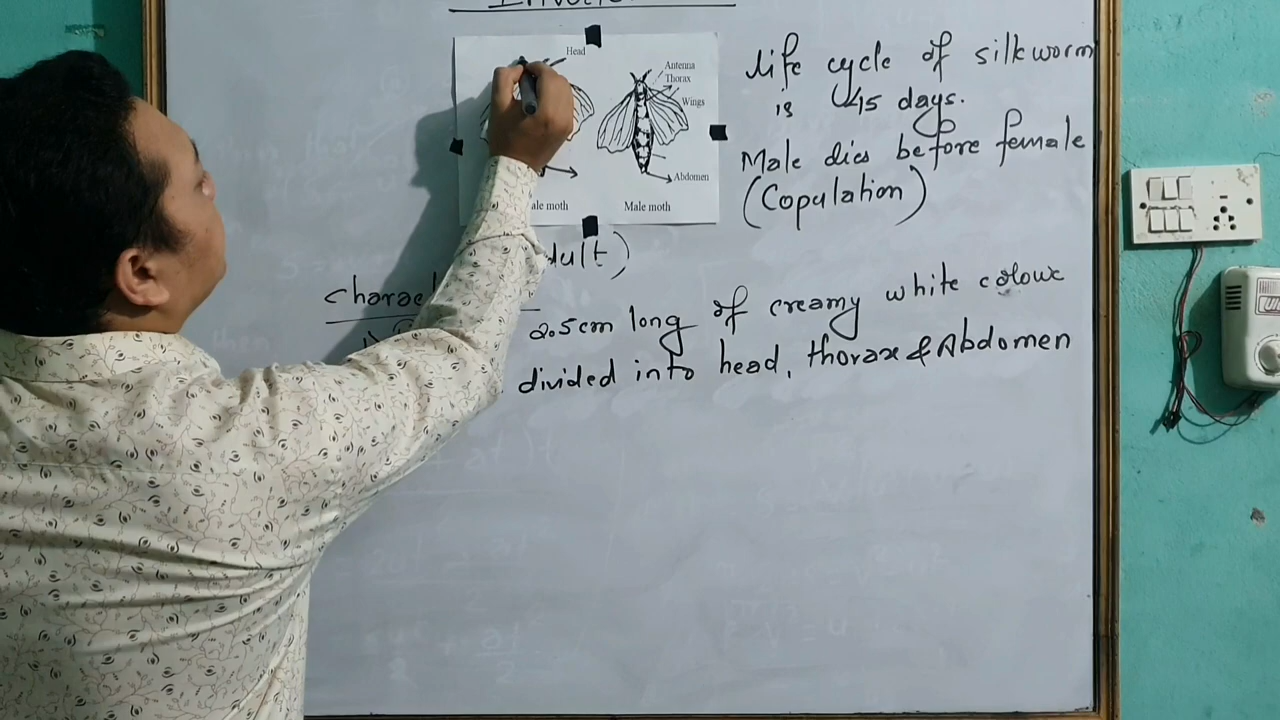 Head
Antenna
Thorax
Wings
Abdomen
ale moth
Male moth
Life cycle of silkworm
is 45 days.
Male dies before female
(Copulation)
dult)
charac
2.5cm long of creamy white colour
divided into head, thorax & Abdomen